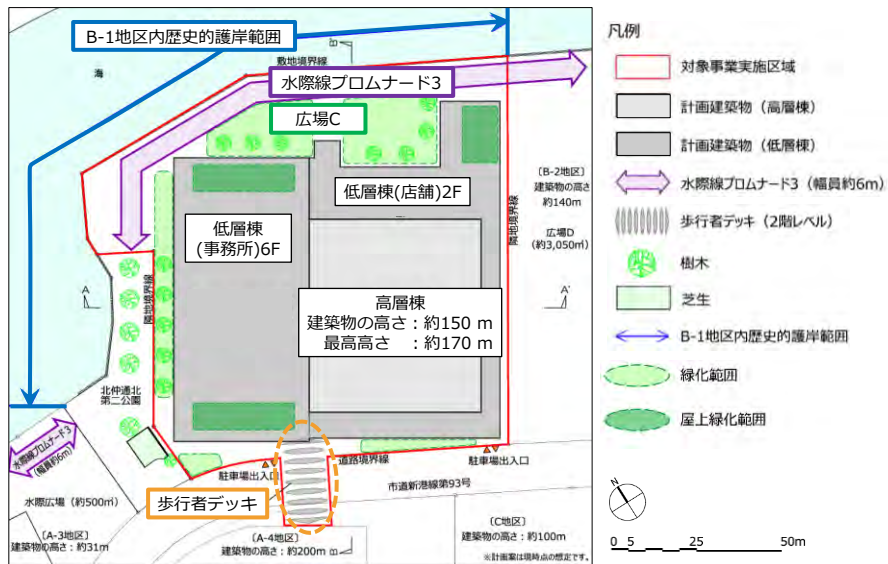 B-1地区内歴史的護岸範囲
B
海
敷地境界線
水際線プロムナード3
広場C
低層棟(店舗)2F
低層棟
(事務所)6F
高層棟
建築物の高さ：約150 m
最高高さ　：約170 m
〔B-2地区〕
建築物の高さ
約140m
広場D
(約3,050㎡)
隣地境界線
隣地境界線
A
A'
北仲通北
第二公園
水際線プロムナード3
(幅員約6m)
水際広場（約500㎡）
駐車場出入口
道路境界線
駐車場出入口
市道新港線第93号
歩行者デッキ
〔A-3地区〕
建築物の高さ：約31m
〔A-4地区〕
建築物の高さ：約200m
B
〔C地区〕
建築物の高さ：約100m
※計画案は現時点の想定です。
凡例
対象事業実施区域
計画建築物（高層棟）
計画建築物（低層棟）
水際線プロムナード3（幅員約6m）
歩行者デッキ（2階レベル）
樹木
芝生
B-1地区内歴史的護岸範囲
緑化範囲
屋上緑化範囲
N
0 5 25 50m